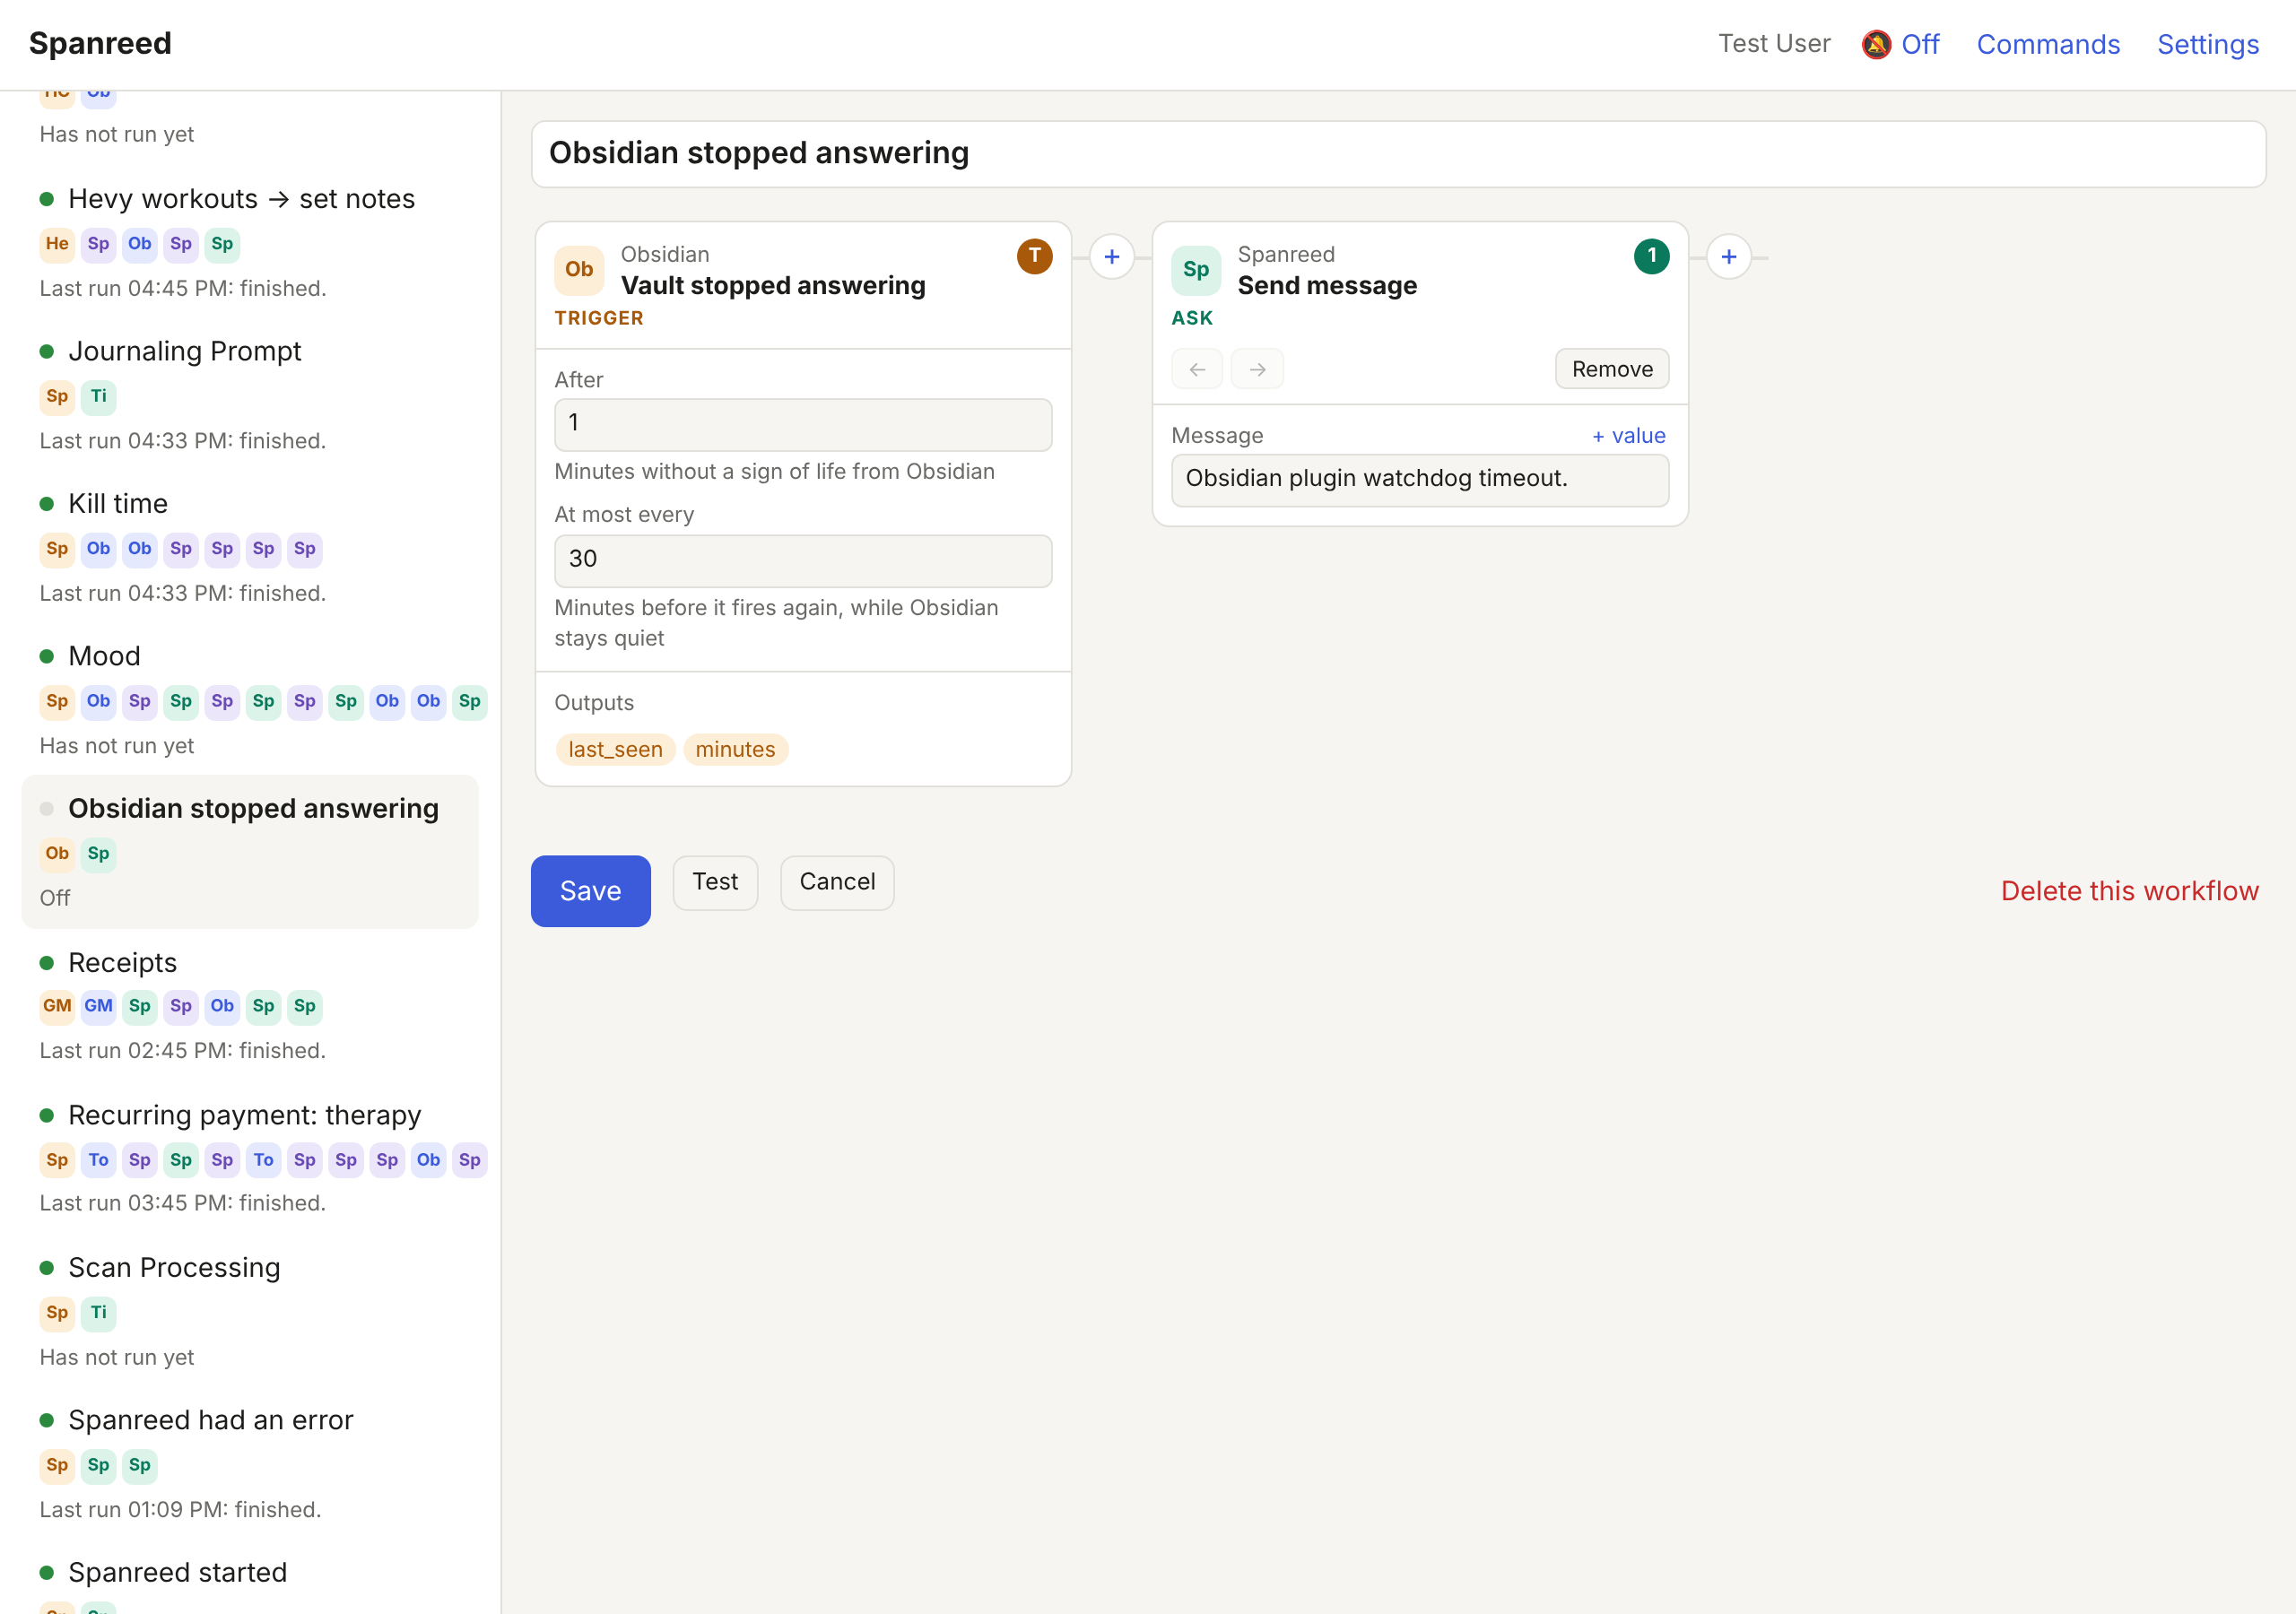 Spanreed
Test User
Off
Commands
Settings
Ob
Has not run yet
Hevy workouts → set notes
He Sp Ob Sp Sp
Last run 04:45 PM: finished.
Journaling Prompt
Sp Ti
Last run 04:33 PM: finished.
Kill time
Sp Ob Ob Sp Sp Sp Sp
Last run 04:33 PM: finished.
Mood
Sp Ob Sp Sp Sp Sp Sp Sp Ob Ob Sp
Has not run yet
Obsidian stopped answering
Ob Sp
Off
Receipts
GM GM Sp Sp Ob Sp Sp
Last run 02:45 PM: finished.
Recurring payment: therapy
Sp To Sp Sp Sp To Sp Sp Sp Ob Sp
Last run 03:45 PM: finished.
Scan Processing
Sp Ti
Has not run yet
Spanreed had an error
Sp Sp Sp
Last run 01:09 PM: finished.
Spanreed started
Obsidian stopped answering
Ob
Obsidian
Vault stopped answering
T
TRIGGER
After
1
Minutes without a sign of life from Obsidian
At most every
30
Minutes before it fires again, while Obsidian
stays quiet
Outputs
last_seen minutes
+
Sp
Spanreed
Send message
1
ASK
← →
Remove
Message
+ value
Obsidian plugin watchdog timeout.
+
Save
Test
Cancel
Delete this workflow